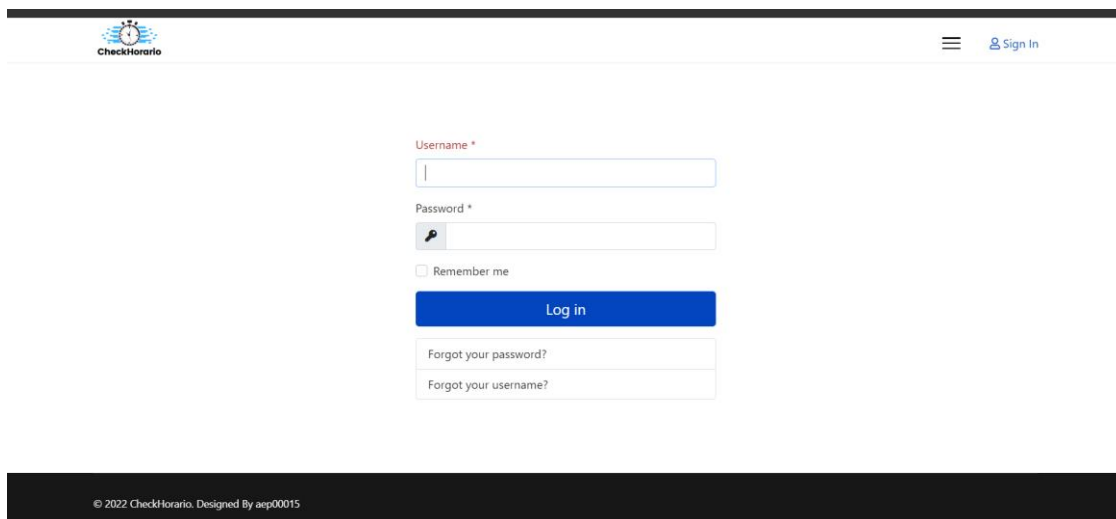 CheckHorario
Sign In
Username *
Password *
Remember me
Log in
Forgot your password?
Forgot your username?
© 2022 CheckHorario. Designed By aep00015